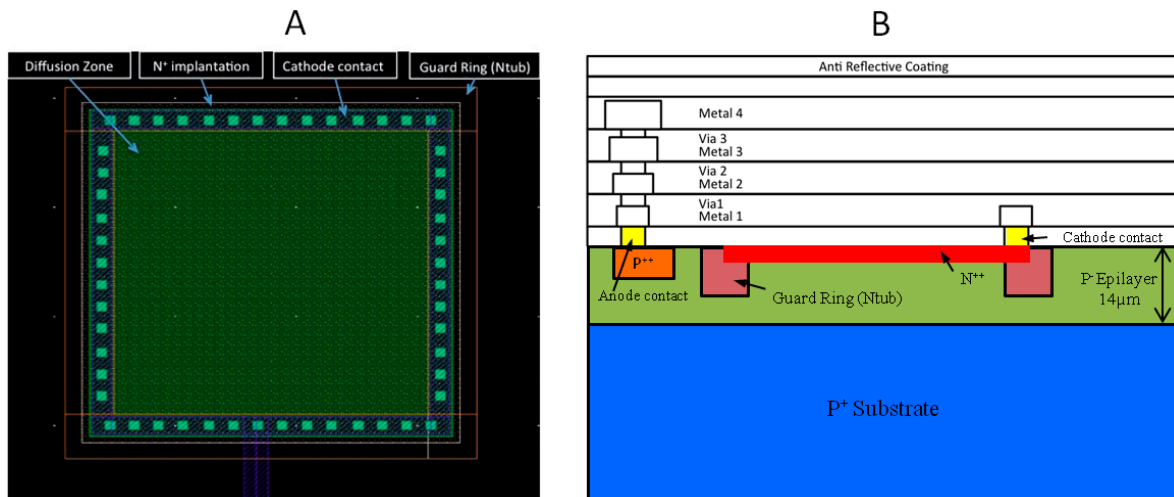 A
B
Diffusion Zone
N⁺ implantation
Cathode contact
Guard Ring (Ntub)
Anti Reflective Coating
Metal 4
Via 3
Metal 3
Via 2
Metal 2
Via1
Metal 1
Cathode contact
P⁺⁺
N⁺⁺
Anode contact
Guard Ring (Ntub)
P⁻ Epilayer
14µm
P⁺ Substrate